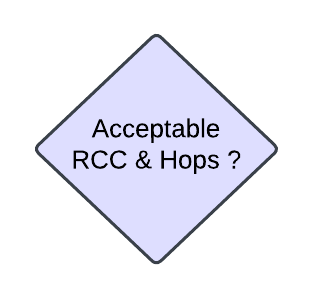 Acceptable
RCC & Hops ?